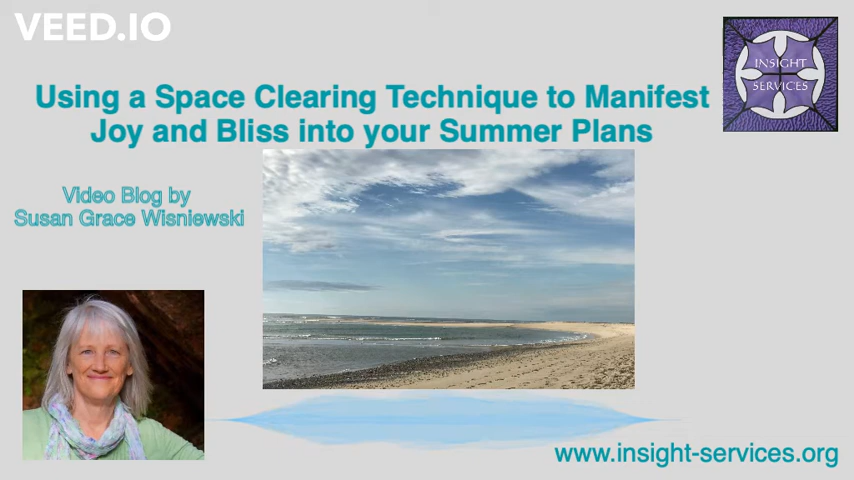 VEED.IO
INSIGHT
SERVICES
Using a Space Clearing Technique to Manifest
Joy and Bliss into your Summer Plans
Video Blog by
Susan Grace Wisniewski
www.insight-services.org